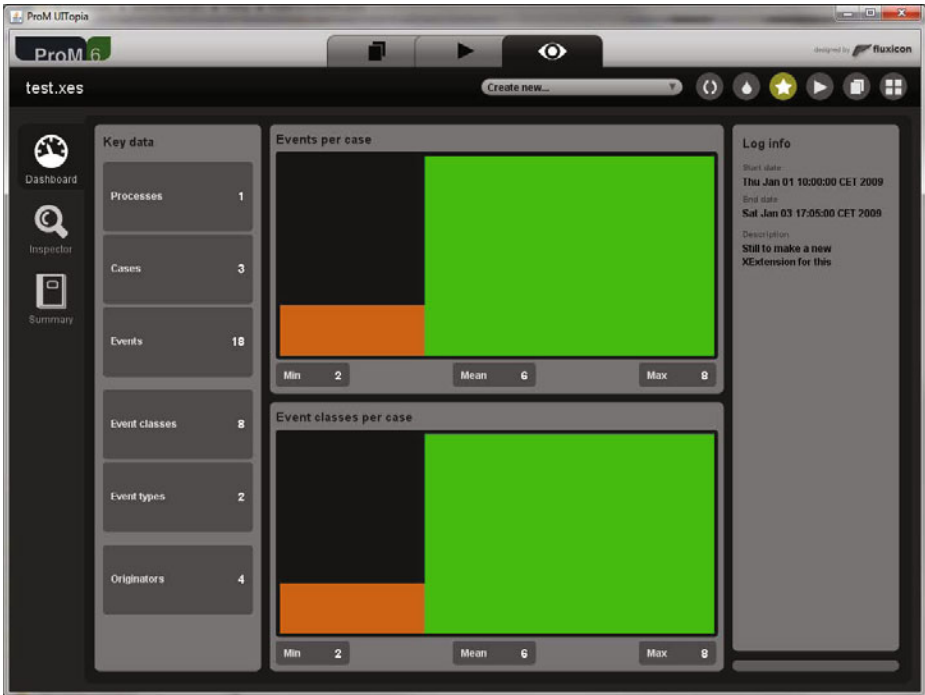 ProM UITopia
ProM 6
designed by fluxicon
test.xes
Create new...
Dashboard
Inspector
Summary
Key data
Processes 1
Cases 3
Events 18
Event classes 8
Event types 2
Originators 4
Events per case
Min 2 Mean 6 Max 8
Event classes per case
Min 2 Mean 6 Max 8
Log info
Start date
Thu Jan 01 10:00:00 CET 2009
End date
Sat Jan 03 17:05:00 CET 2009
Description
Still to make a new
XExtension for this